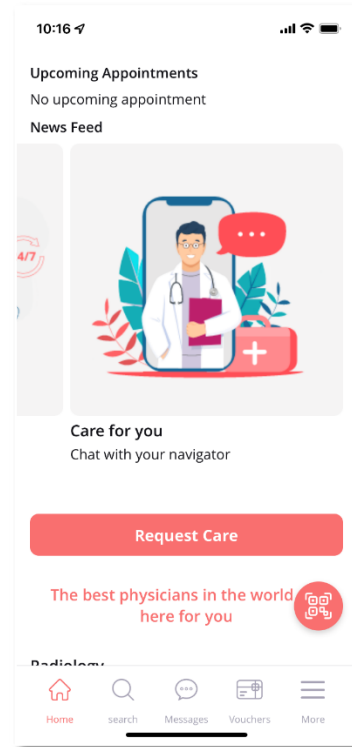 10:16
Upcoming Appointments
No upcoming appointment
News Feed
4/7
Care for you
Chat with your navigator
Request Care
The best physicians in the world
here for you
Radiology
Home
search
Messages
Vouchers
More